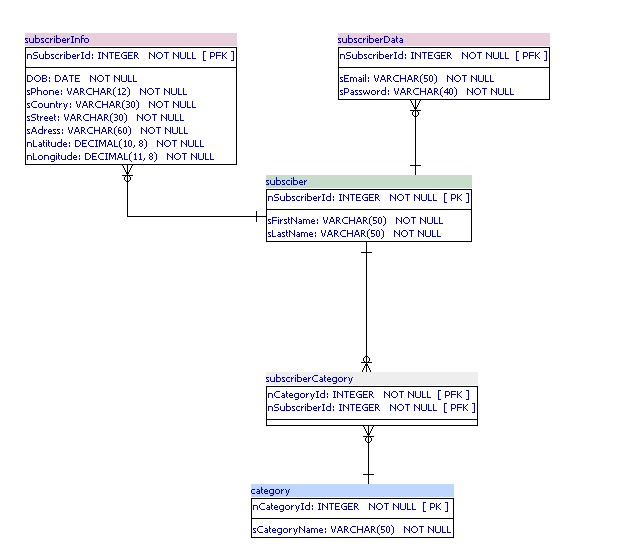 subscriberInfo
nSubscriberId: INTEGER NOT NULL [ PFK ]
DOB: DATE NOT NULL
sPhone: VARCHAR(12) NOT NULL
sCountry: VARCHAR(30) NOT NULL
sStreet: VARCHAR(30) NOT NULL
sAdress: VARCHAR(60) NOT NULL
nLatitude: DECIMAL(10, 8) NOT NULL
nLongitude: DECIMAL(11, 8) NOT NULL
subscriberData
nSubscriberId: INTEGER NOT NULL [ PFK ]
sEmail: VARCHAR(50) NOT NULL
sPassword: VARCHAR(40) NOT NULL
subsciber
nSubscriberId: INTEGER NOT NULL [ PK ]
sFirstName: VARCHAR(50) NOT NULL
sLastName: VARCHAR(50) NOT NULL
subscriberCategory
nCategoryId: INTEGER NOT NULL [ PFK ]
nSubscriberId: INTEGER NOT NULL [ PFK ]
category
nCategoryId: INTEGER NOT NULL [ PK ]
sCategoryName: VARCHAR(50) NOT NULL